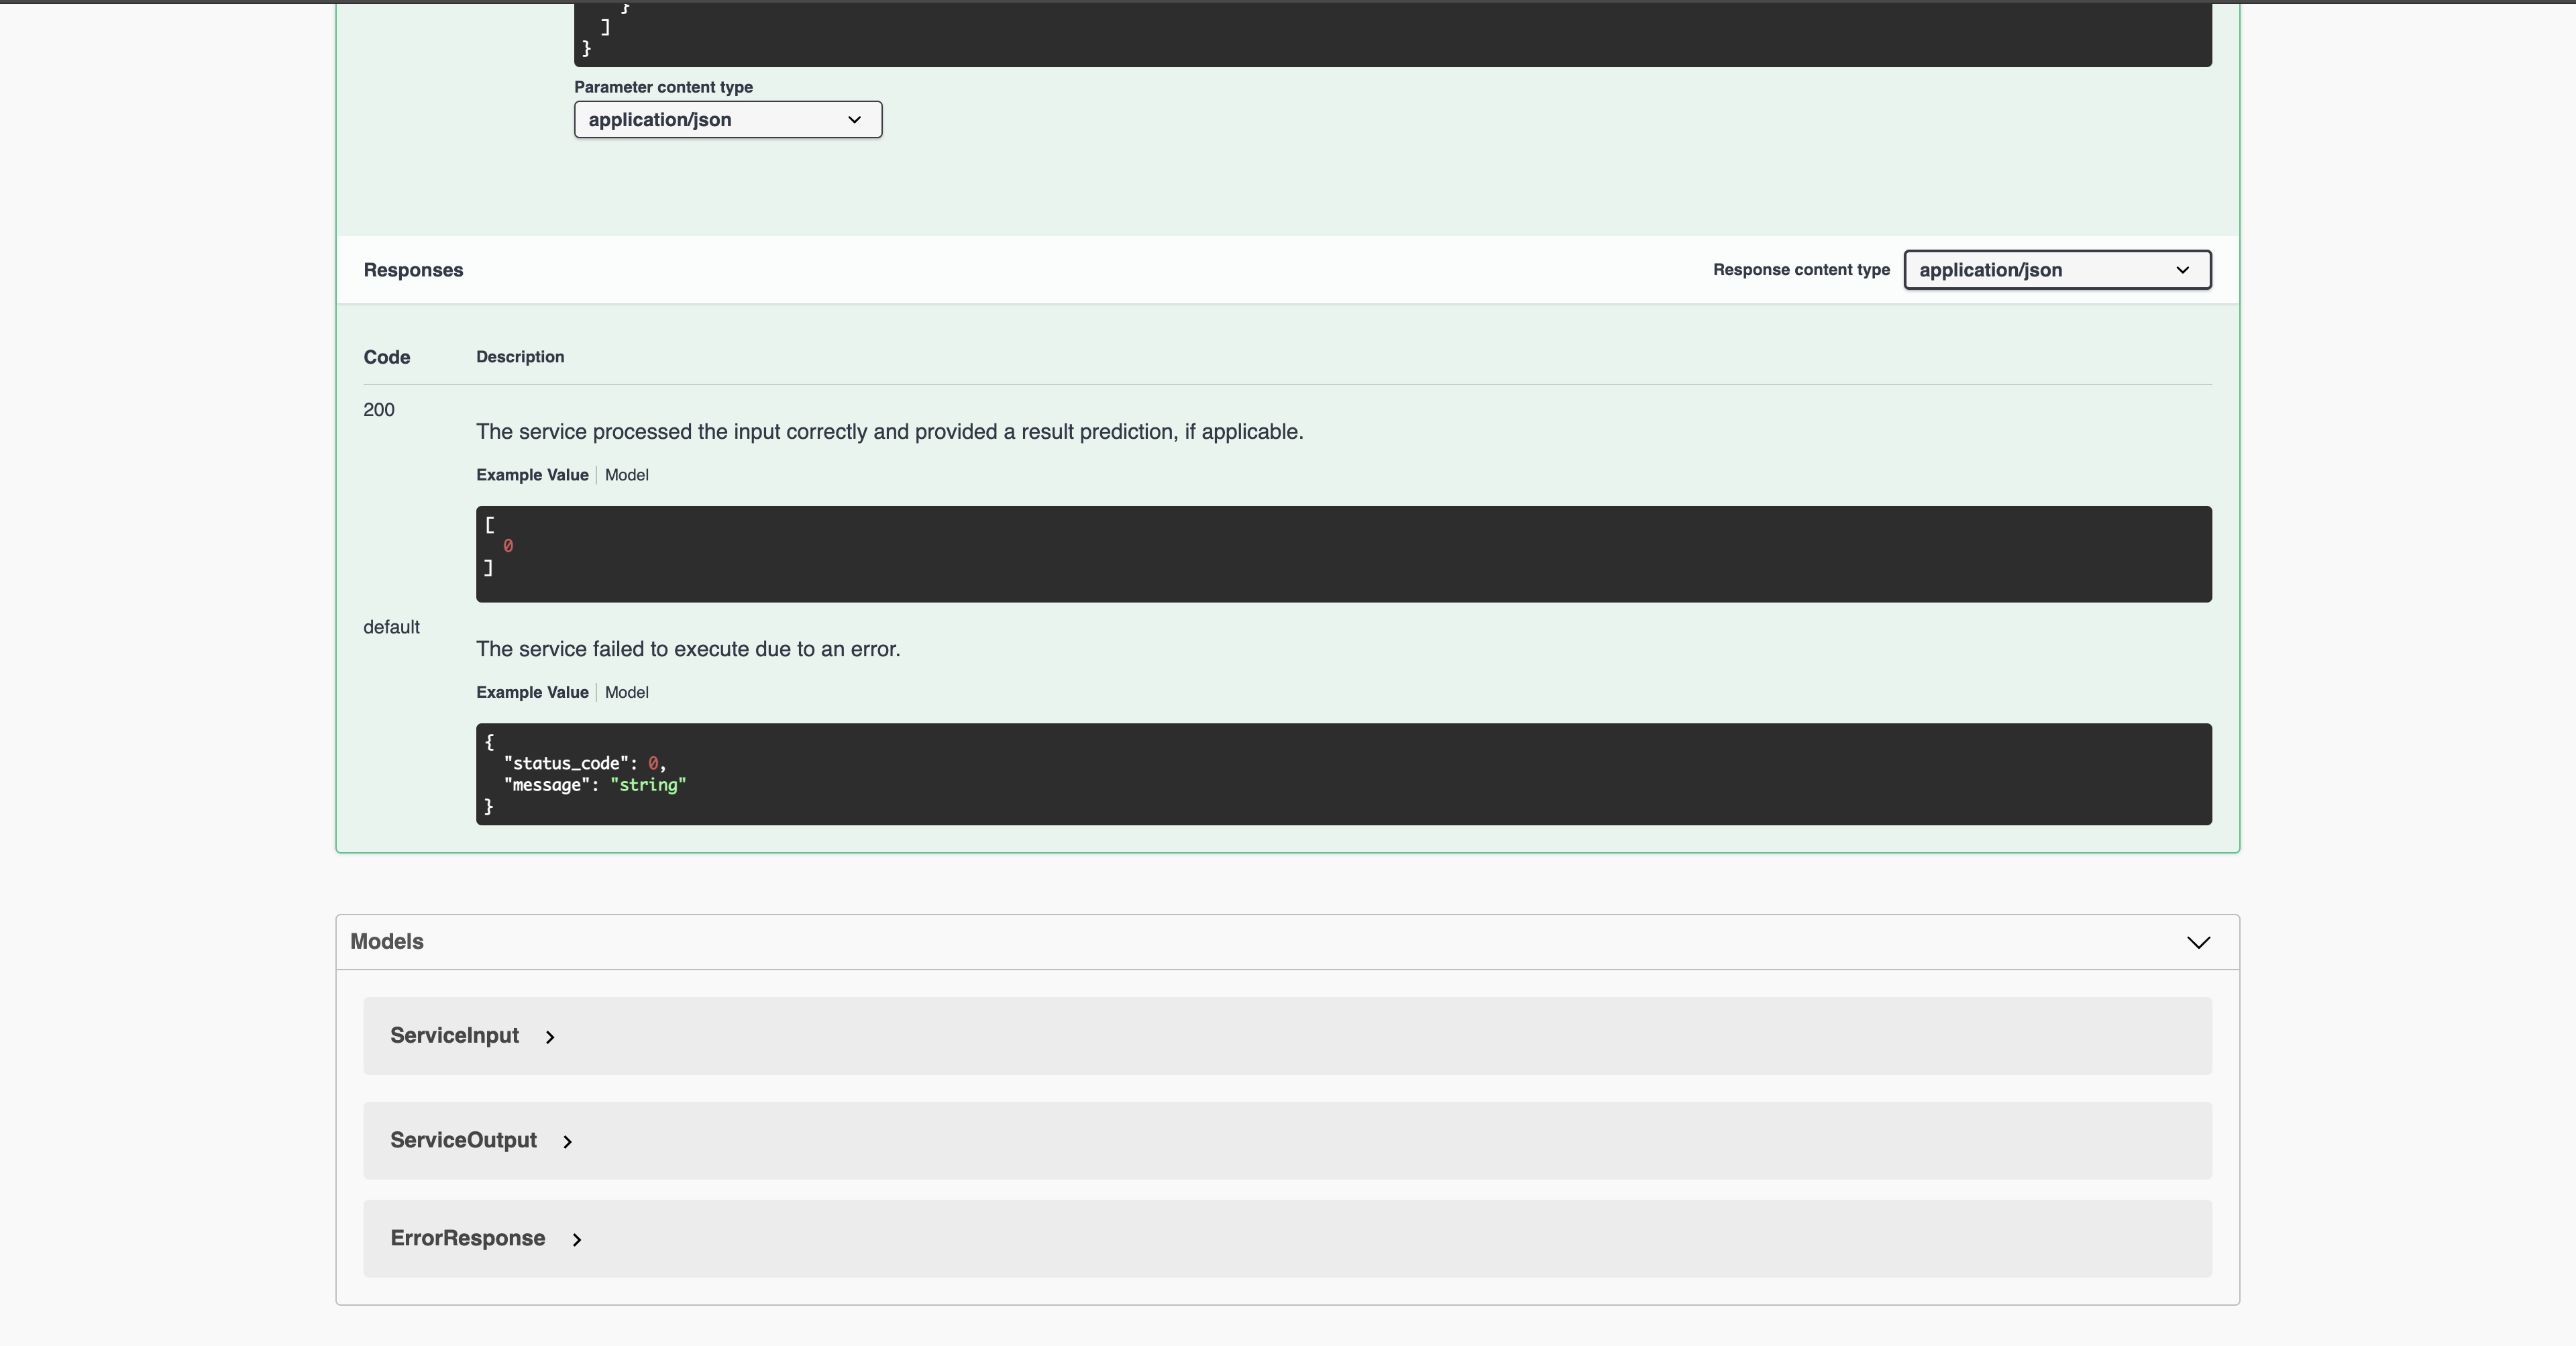 }
]
}
Parameter content type
application/json
Responses
Response content type
application/json
Code Description
200
The service processed the input correctly and provided a result prediction, if applicable.
Example Value Model
[
0
]
default
The service failed to execute due to an error.
Example Value Model
{
"status_code": 0,
"message": "string"
}
Models
ServiceInput
ServiceOutput
ErrorResponse